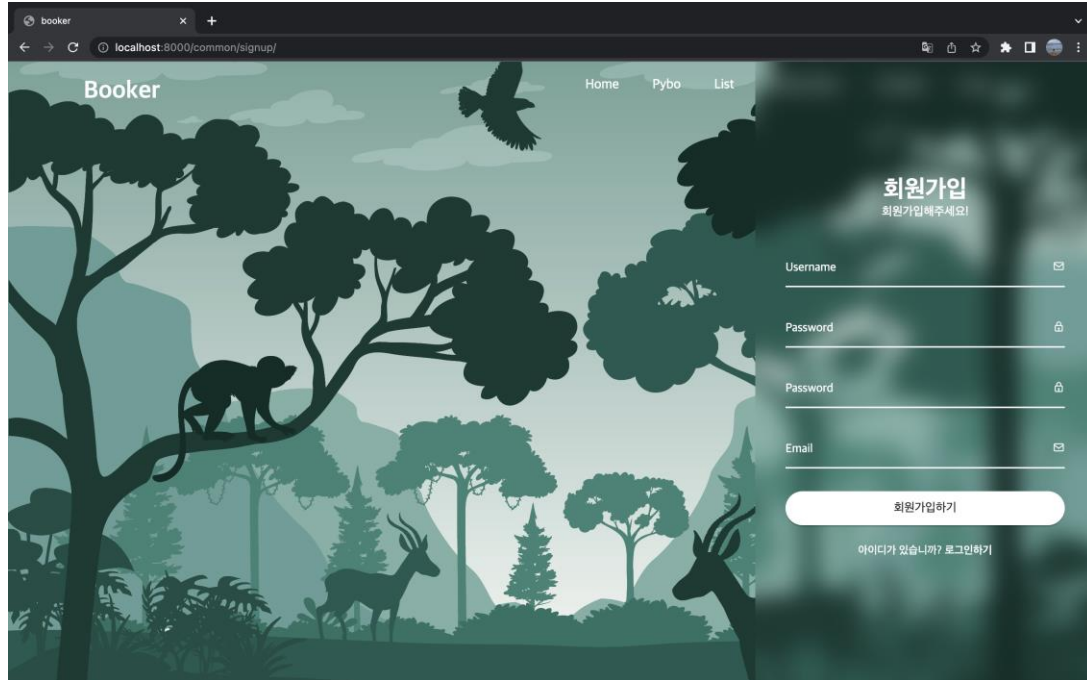 booker
localhost:8000/common/signup/
Booker
Home Pybo List
회원가입
회원가입해주세요!
Username
Password
Password
Email
회원가입하기
아이디가 있습니까? 로그인하기